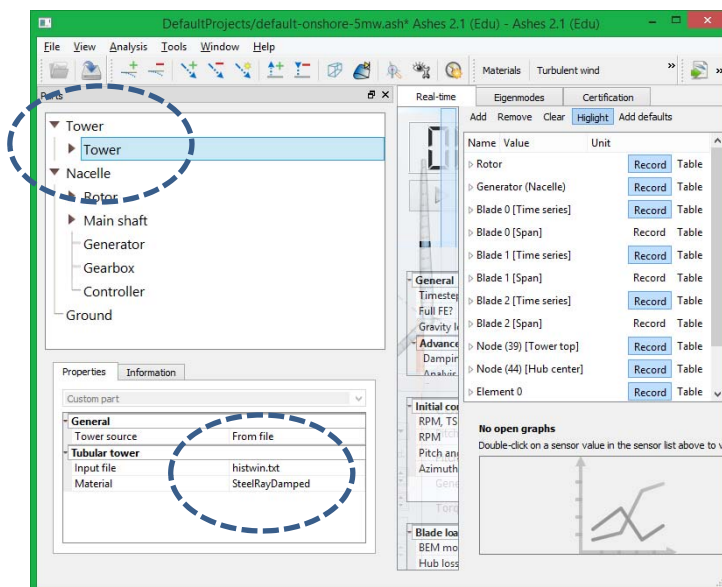 DefaultProjects/default-onshore-5mw.ash* Ashes 2.1 (Edu) - Ashes 2.1 (Edu)
File View Analysis Tools Window Help
Materials Turbulent wind » »
Real-time Eigenmodes Certification
Tower
Tower
Nacelle
Rotor
Main shaft
Generator
Gearbox
Controller
Ground
Properties Information
Custom part
General
Tower source From file
Tubular tower
Input file histwin.txt
Material SteelRayDamped
General
Timestep
Full FE?
Gravity
Advance
Dampin
Initial co
RPM, TS
RPM
Pitch an
Azimuth
Blade loa
BEM mo
Hub loss
Add Remove Clear Higlight Add defaults
Name Value Unit
Rotor Record Table
Generator (Nacelle) Record Table
Blade 0 [Time series] Record Table
Blade 0 [Span] Record Table
Blade 1 [Time series] Record Table
Blade 1 [Span] Record Table
Blade 2 [Time series] Record Table
Blade 2 [Span] Record Table
Node (39) [Tower top] Record Table
Node (44) [Hub center] Record Table
Element 0 Record Table
No open graphs
Double-click on a sensor value in the sensor list above to v